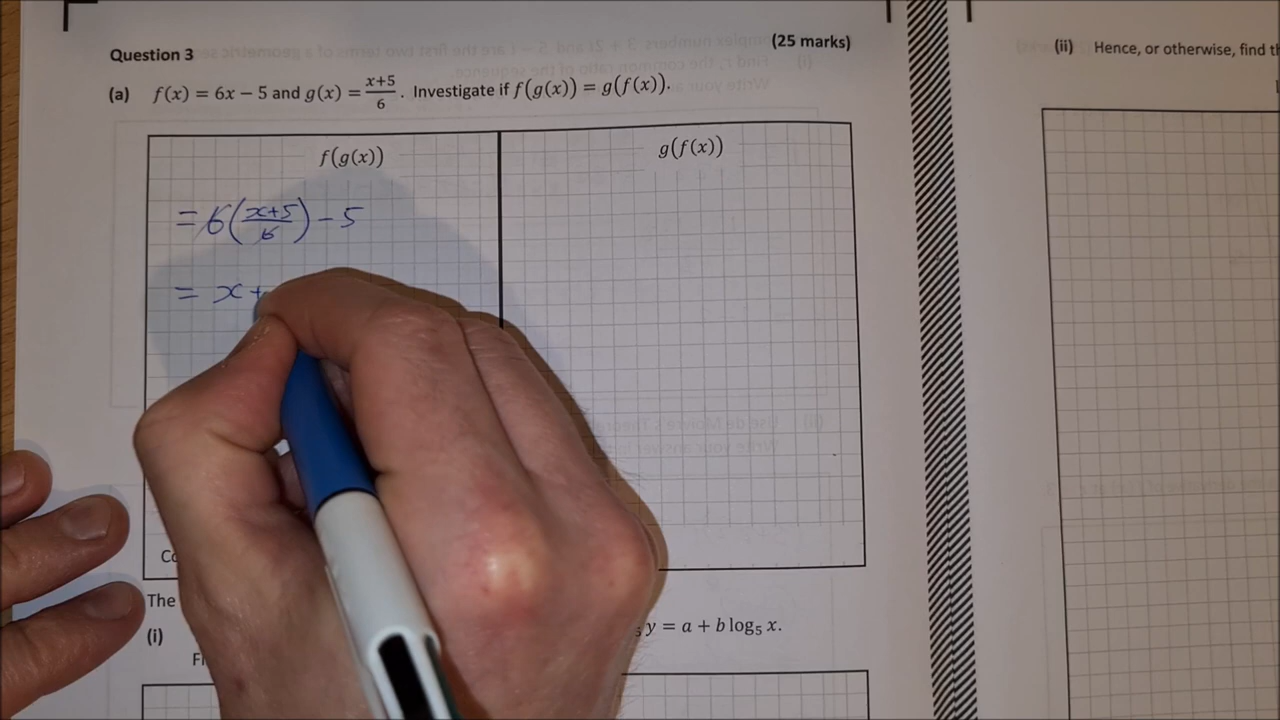 Question 3
(25 marks)
(a) f(x) = 6x − 5 and g(x) = x+5/6. Investigate if f(g(x)) = g(f(x)).
f(g(x))
g(f(x))
= 6(x+5/6) − 5
= x +
The
(i)
y = a + b log₅ x.
(ii) Hence, or otherwise, find